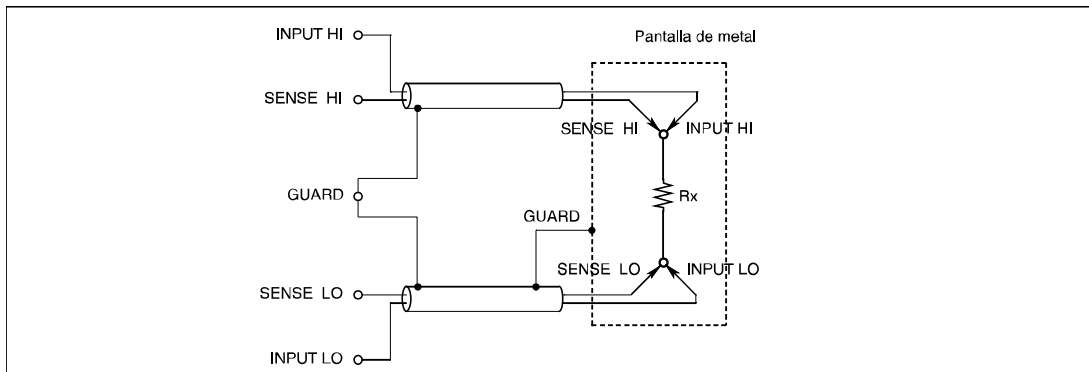 INPUT HI
Pantalla de metal
SENSE HI
SENSE HI
INPUT HI
GUARD
Rx
GUARD
SENSE LO
INPUT LO
SENSE LO
INPUT LO